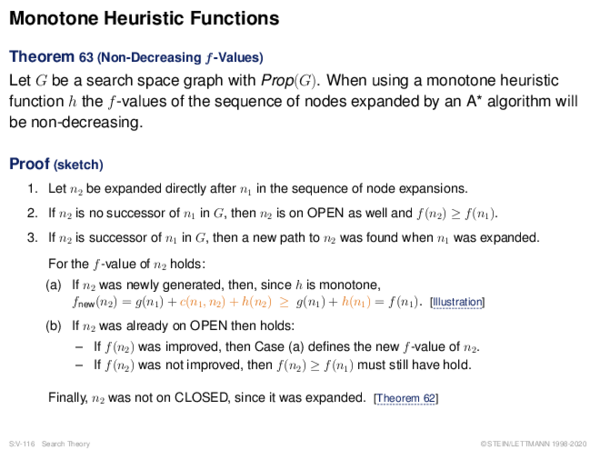 Monotone Heuristic Functions
Theorem 63 (Non-Decreasing f-Values)
Let G be a search space graph with Prop(G). When using a monotone heuristic
function h the f-values of the sequence of nodes expanded by an A* algorithm will
be non-decreasing.
Proof (sketch)
1. Let n₂ be expanded directly after n₁ in the sequence of node expansions.
2. If n₂ is no successor of n₁ in G, then n₂ is on OPEN as well and f(n₂) ≥ f(n₁).
3. If n₂ is successor of n₁ in G, then a new path to n₂ was found when n₁ was expanded.
For the f-value of n₂ holds:
(a) If n₂ was newly generated, then, since h is monotone,
fnew(n₂) = g(n₁) + c(n₁, n₂) + h(n₂) ≥ g(n₁) + h(n₁) = f(n₁). [Illustration]
(b) If n₂ was already on OPEN then holds:
– If f(n₂) was improved, then Case (a) defines the new f-value of n₂.
– If f(n₂) was not improved, then f(n₂) ≥ f(n₁) must still have hold.
Finally, n₂ was not on CLOSED, since it was expanded. [Theorem 62]
S:V-116 Search Theory
©STEIN/LETTMANN 1998-2020